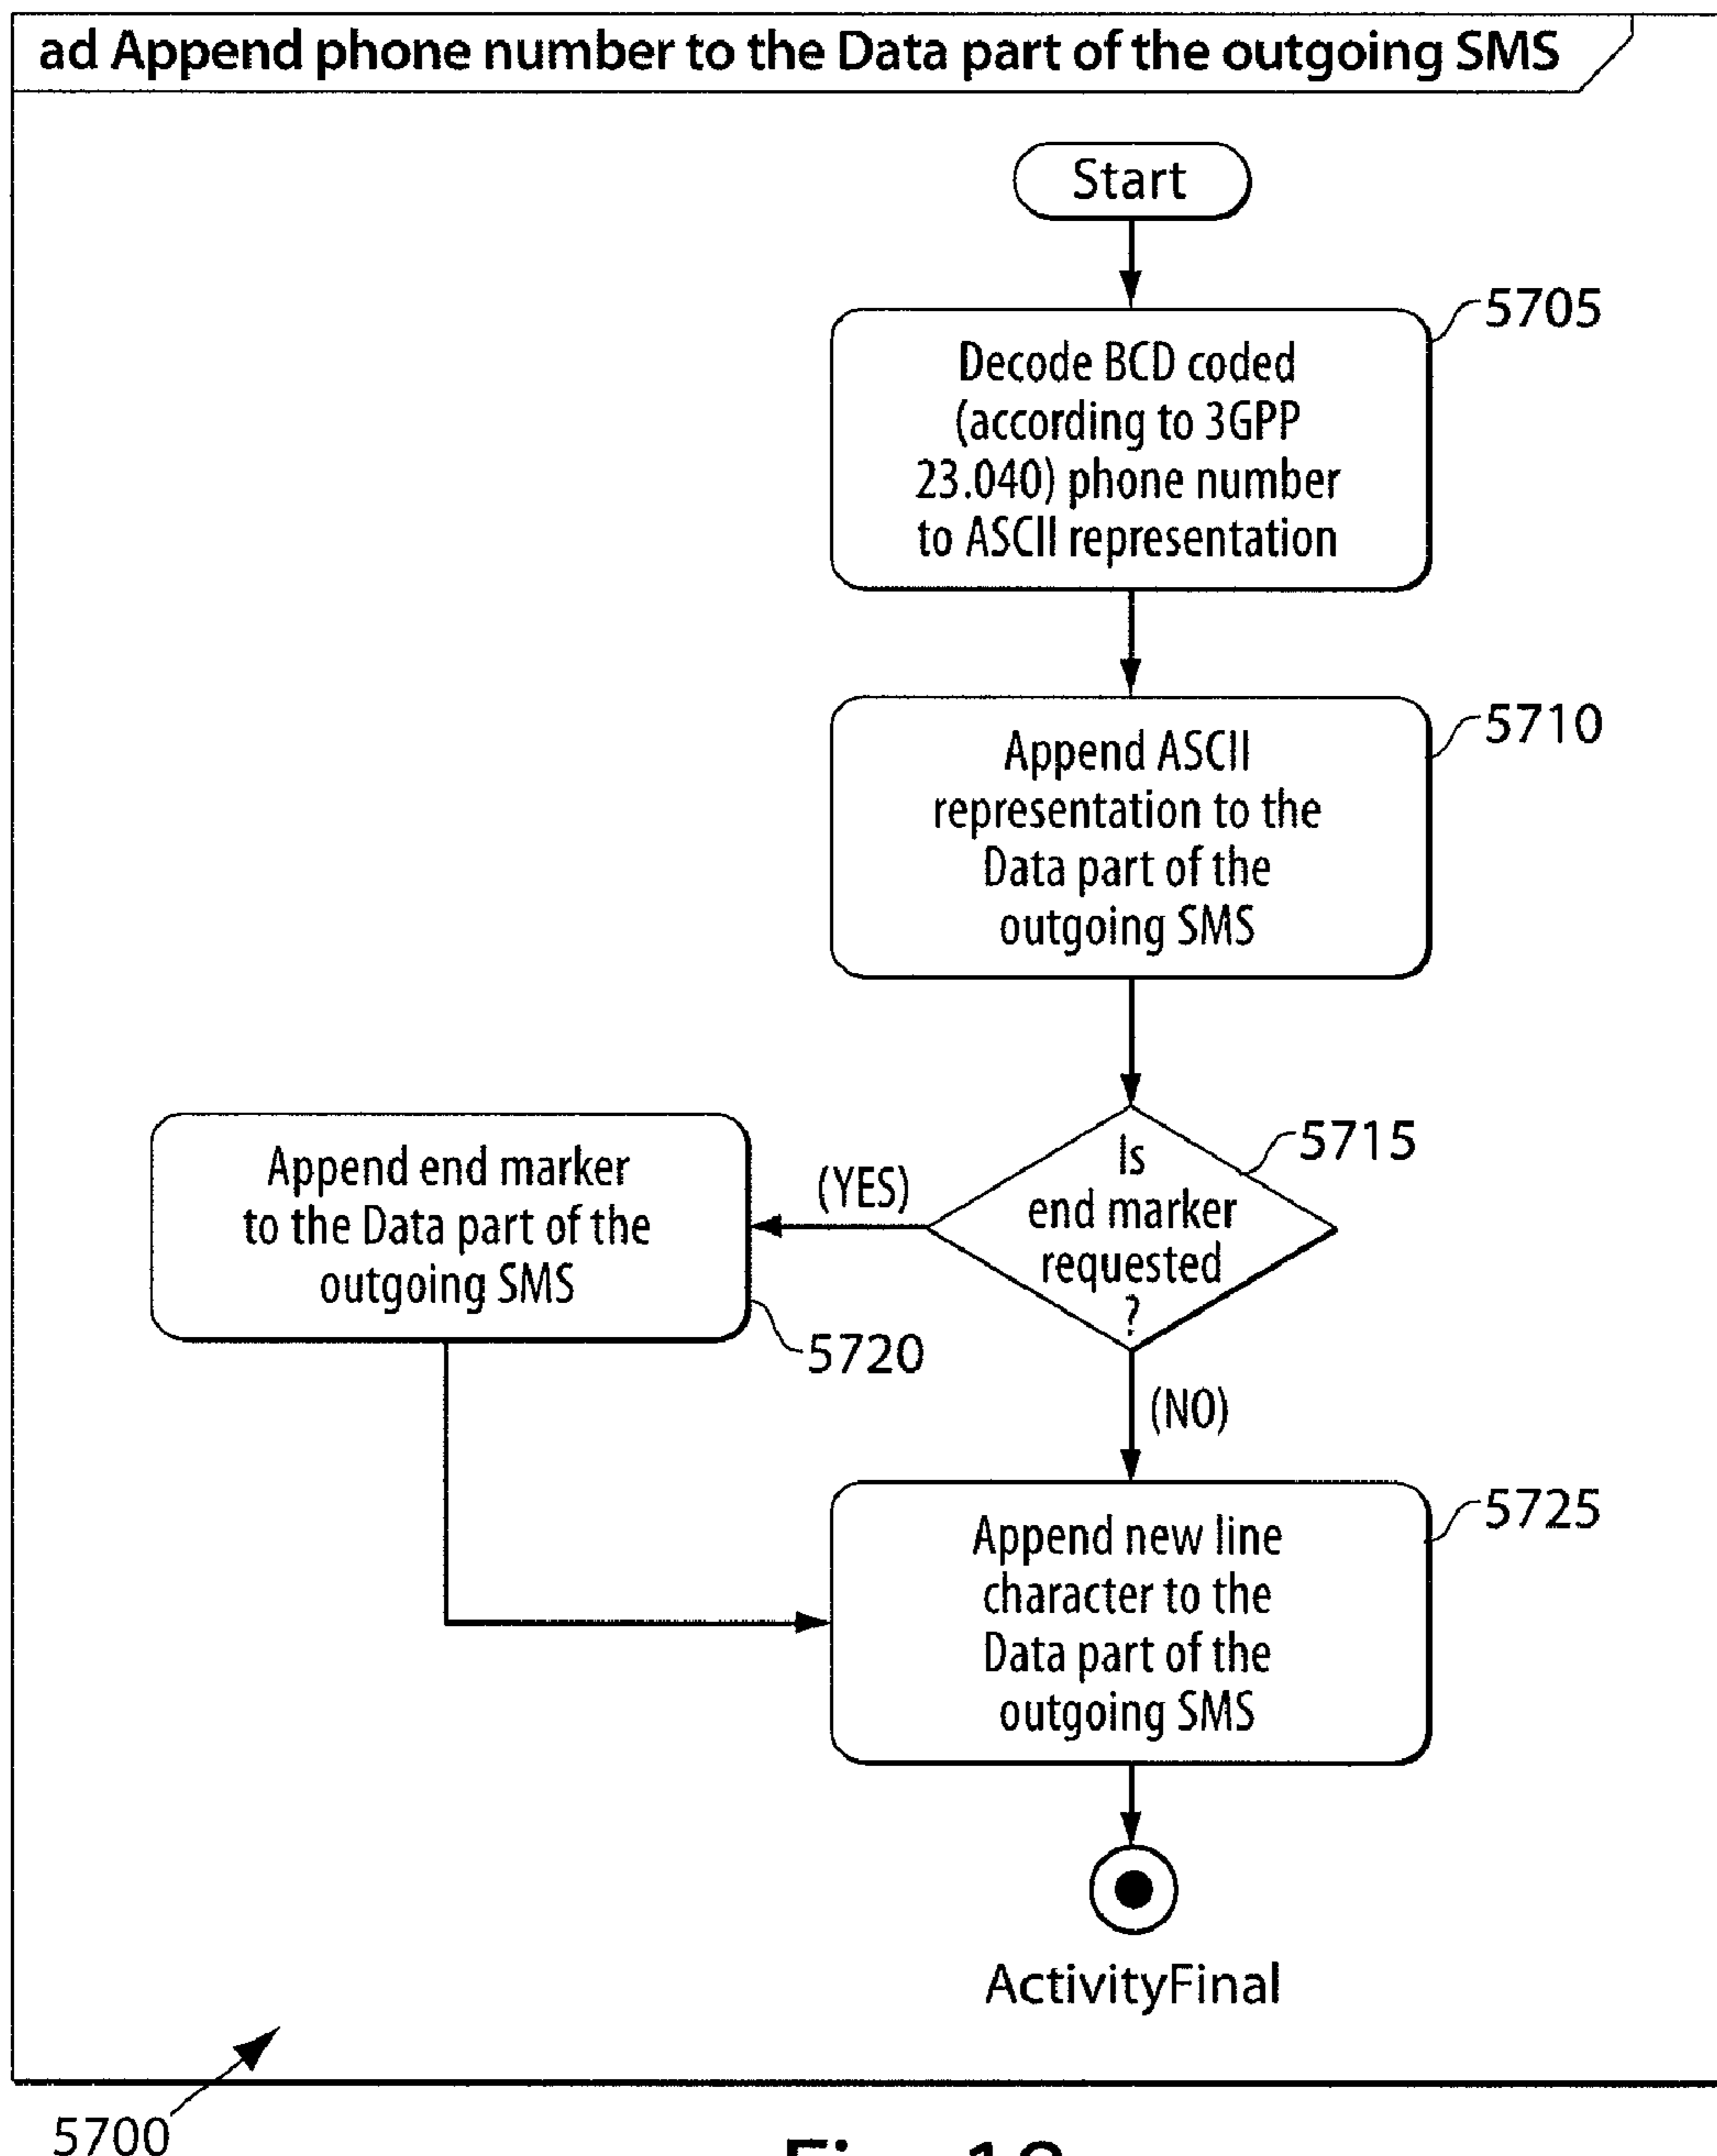 ad Append phone number to the Data part of the outgoing SMS
Start
5705
Decode BCD coded
(according to 3GPP
23.040) phone number
to ASCII representation
5710
Append ASCII
representation to the
Data part of the
outgoing SMS
5715
Is
end marker
requested
?
(YES)
Append end marker
to the Data part of the
outgoing SMS
5720
(NO)
5725
Append new line
character to the
Data part of the
outgoing SMS
ActivityFinal
5700